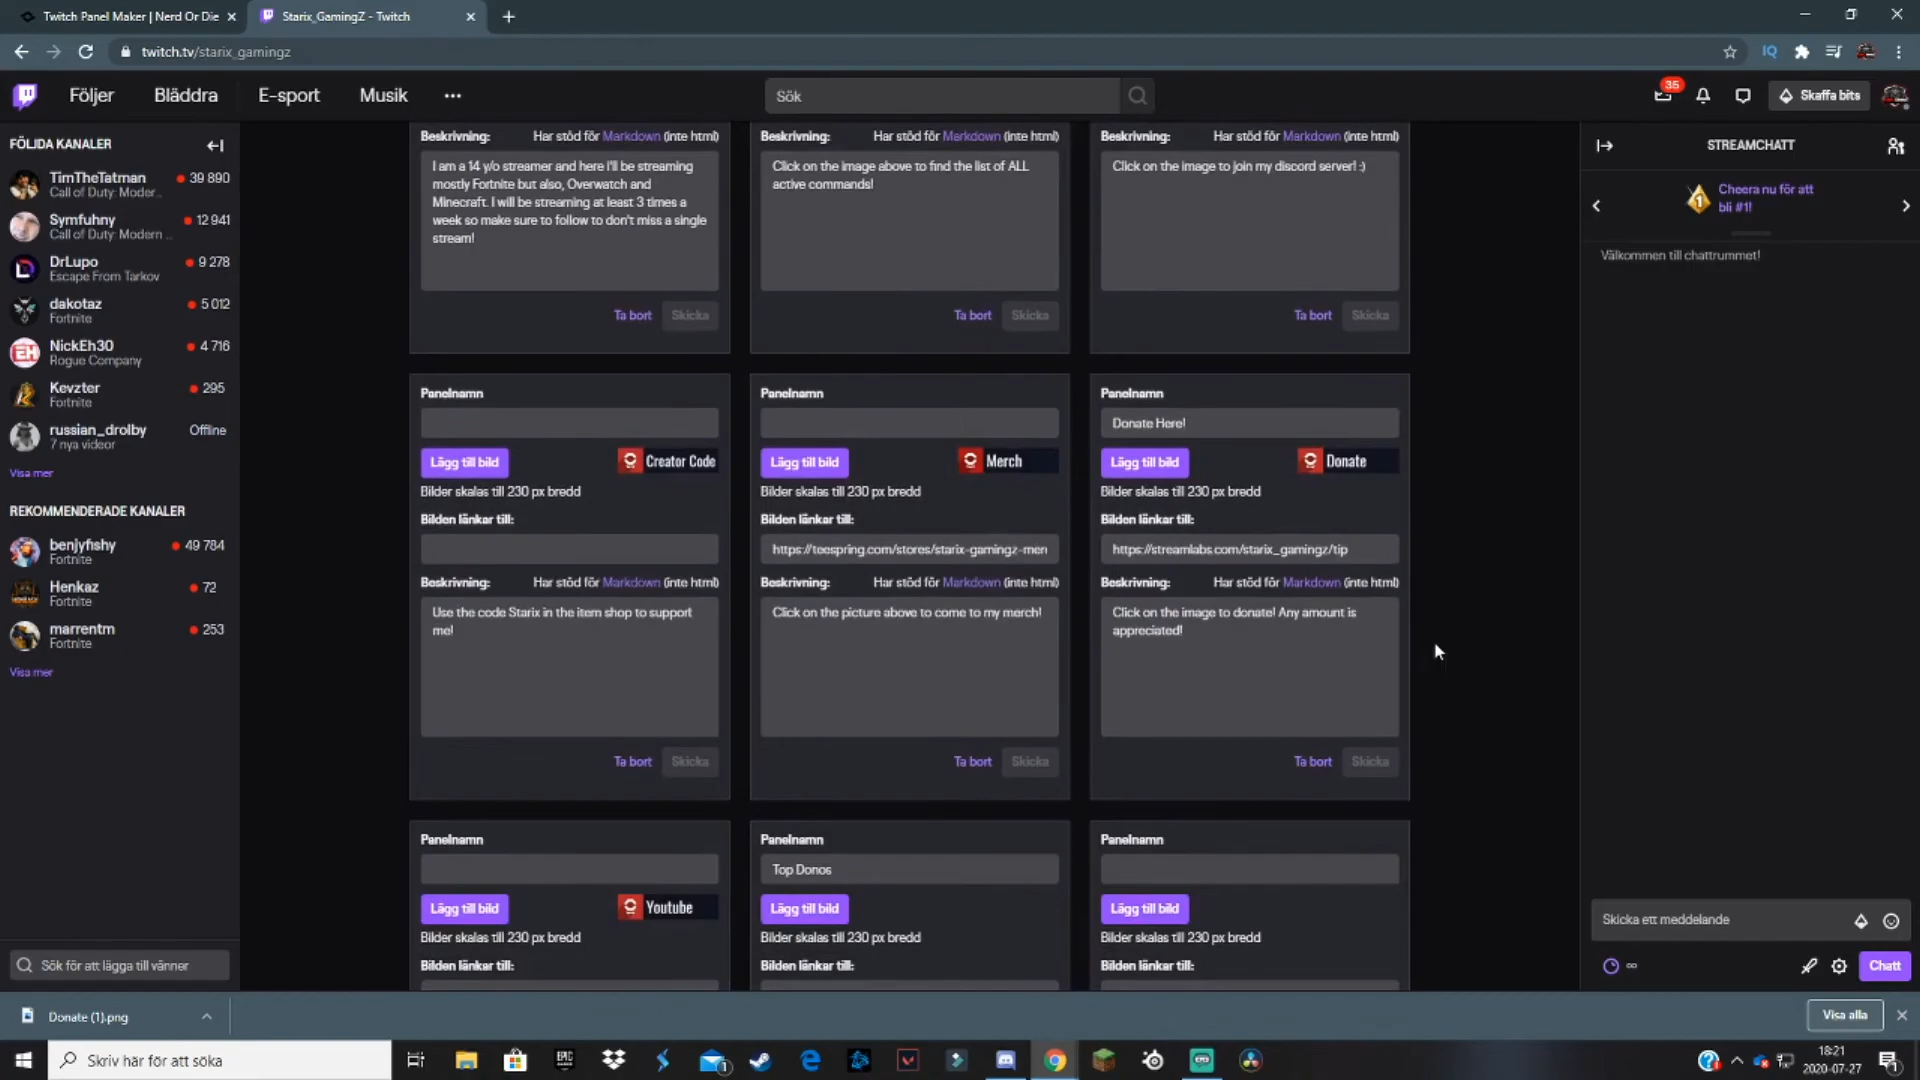 Twitch Panel Maker | Nerd Or Die
Starix_GamingZ - Twitch
twitch.tv/starix_gamingz
Följer
Bläddra
E-sport
Musik
Sök
35
Skaffa bits
FÖLJDA KANALER
TimTheTatman
39 890
Call of Duty: Moder...
Symfuhny
12 941
Call of Duty: Modern ...
DrLupo
9 278
Escape From Tarkov
dakotaz
5 012
Fortnite
NickEh30
4 716
Rogue Company
Kevzter
295
Fortnite
russian_drolby
Offline
7 nya videor
Visa mer
REKOMMENDERADE KANALER
benjyfishy
49 784
Fortnite
Henkaz
72
Fortnite
marrentm
253
Fortnite
Visa mer
Sök för att lägga till vänner
Beskrivning:
Har stöd för Markdown (inte html)
I am a 14 y/o streamer and here I'll be streaming
mostly Fortnite but also, Overwatch and
Minecraft. I will be streaming at least 3 times a
week so make sure to follow to don't miss a single
stream!
Ta bort
Skicka
Beskrivning:
Har stöd för Markdown (inte html)
Click on the image above to find the list of ALL
active commands!
Ta bort
Skicka
Beskrivning:
Har stöd för Markdown (inte html)
Click on the image to join my discord server! :)
Ta bort
Skicka
Panelnamn
Lägg till bild
Creator Code
Bilder skalas till 230 px bredd
Bilden länkar till:
Beskrivning:
Har stöd för Markdown (inte html)
Use the code Starix in the item shop to support
me!
Ta bort
Skicka
Panelnamn
Lägg till bild
Merch
Bilder skalas till 230 px bredd
Bilden länkar till:
https://teespring.com/stores/starix-gamingz-men
Beskrivning:
Har stöd för Markdown (inte html)
Click on the picture above to come to my merch!
Ta bort
Skicka
Panelnamn
Donate Here!
Lägg till bild
Donate
Bilder skalas till 230 px bredd
Bilden länkar till:
https://streamlabs.com/starix_gamingz/tip
Beskrivning:
Har stöd för Markdown (inte html)
Click on the image to donate! Any amount is
appreciated!
Ta bort
Skicka
Panelnamn
Lägg till bild
Youtube
Bilder skalas till 230 px bredd
Bilden länkar till:
Panelnamn
Top Donos
Lägg till bild
Bilder skalas till 230 px bredd
Bilden länkar till:
Panelnamn
Lägg till bild
Bilder skalas till 230 px bredd
Bilden länkar till:
STREAMCHATT
Cheera nu för att
bli #1!
Välkommen till chattrummet!
Skicka ett meddelande
Chatt
Donate (1).png
Visa alla
Skriv här för att söka
18:21
2020-07-27